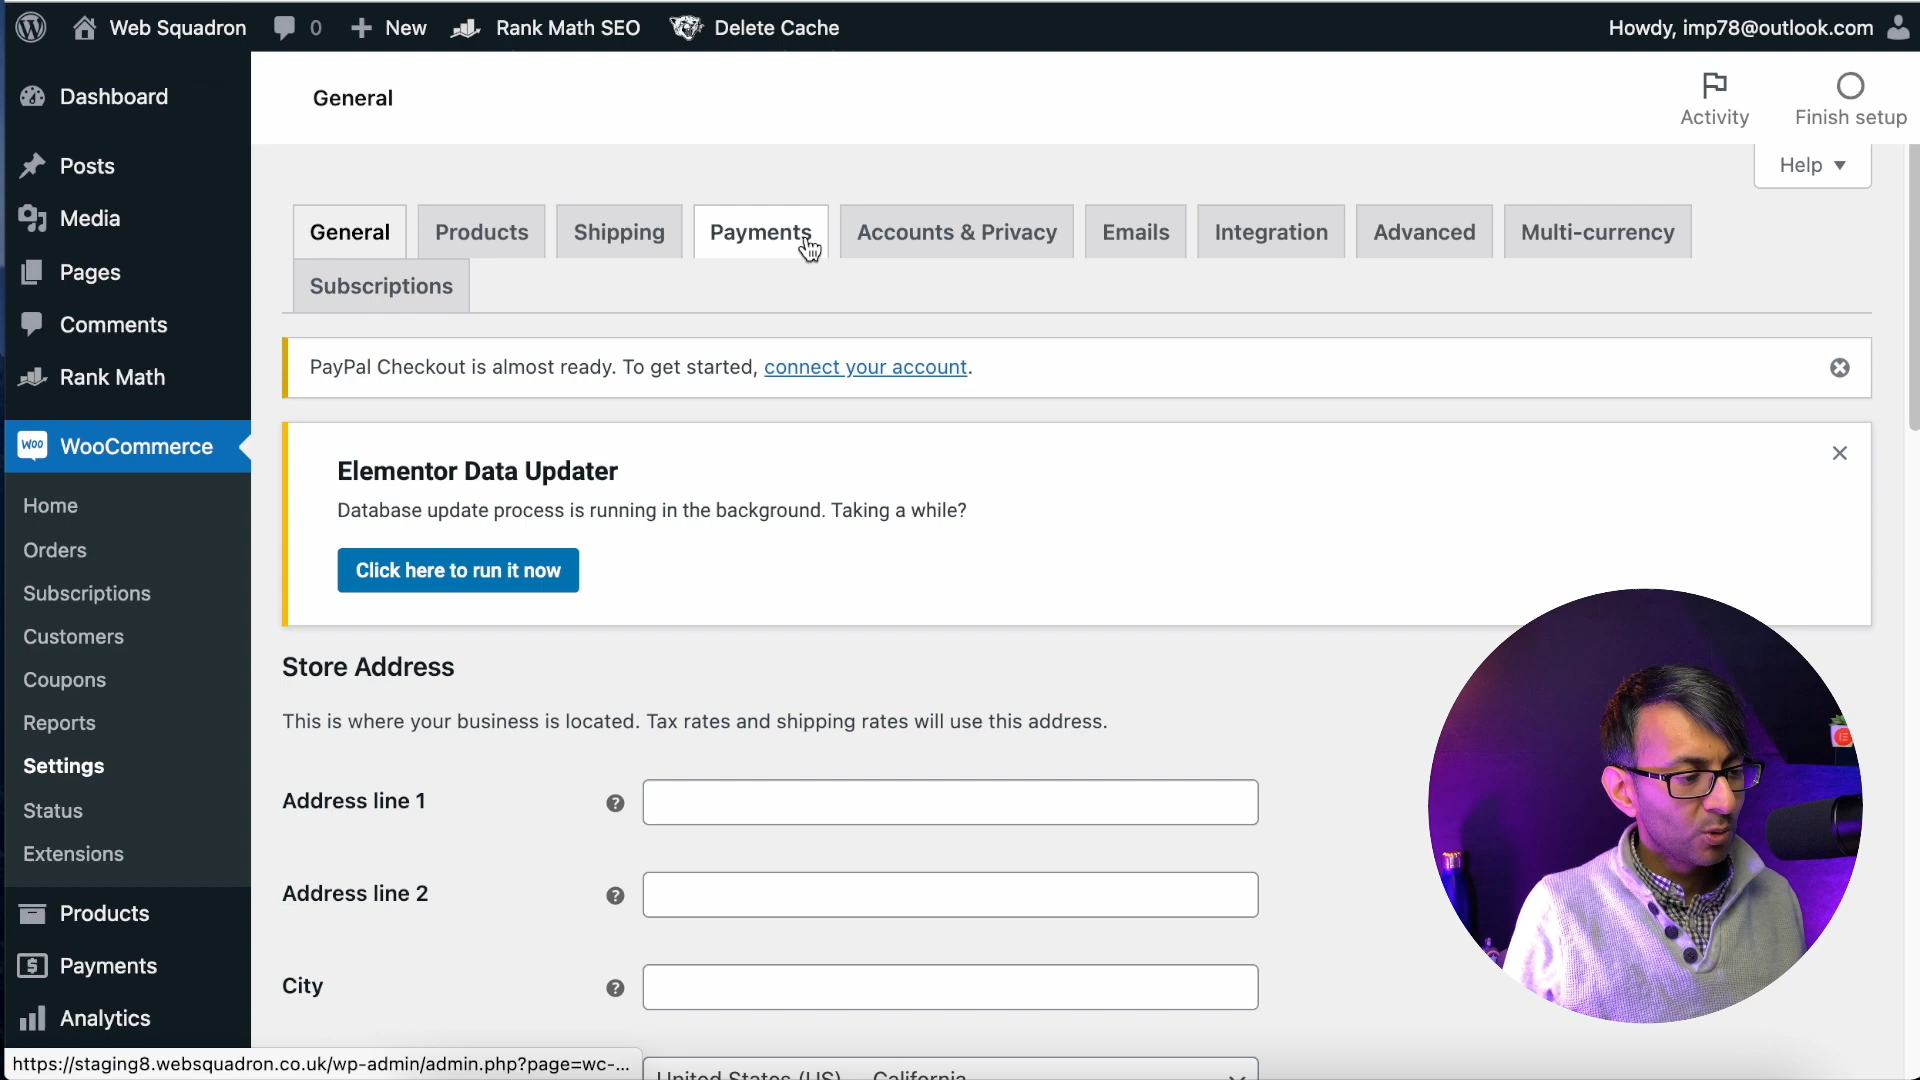 Web Squadron 0 New Rank Math SEO Delete Cache Howdy, imp78@outlook.com
Dashboard
Posts
Media
Pages
Comments
Rank Math
WOO WooCommerce
Home
Orders
Subscriptions
Customers
Coupons
Reports
Settings
Status
Extensions
Products
Payments
Analytics
General
Activity
Finish setup
Help
General Products Shipping Payments Accounts & Privacy Emails Integration Advanced Multi-currency
Subscriptions
PayPal Checkout is almost ready. To get started, connect your account.
Elementor Data Updater
Database update process is running in the background. Taking a while?
Click here to run it now
Store Address
This is where your business is located. Tax rates and shipping rates will use this address.
Address line 1
Address line 2
City
United States (US) — California
https://staging8.websquadron.co.uk/wp-admin/admin.php?page=wc-...